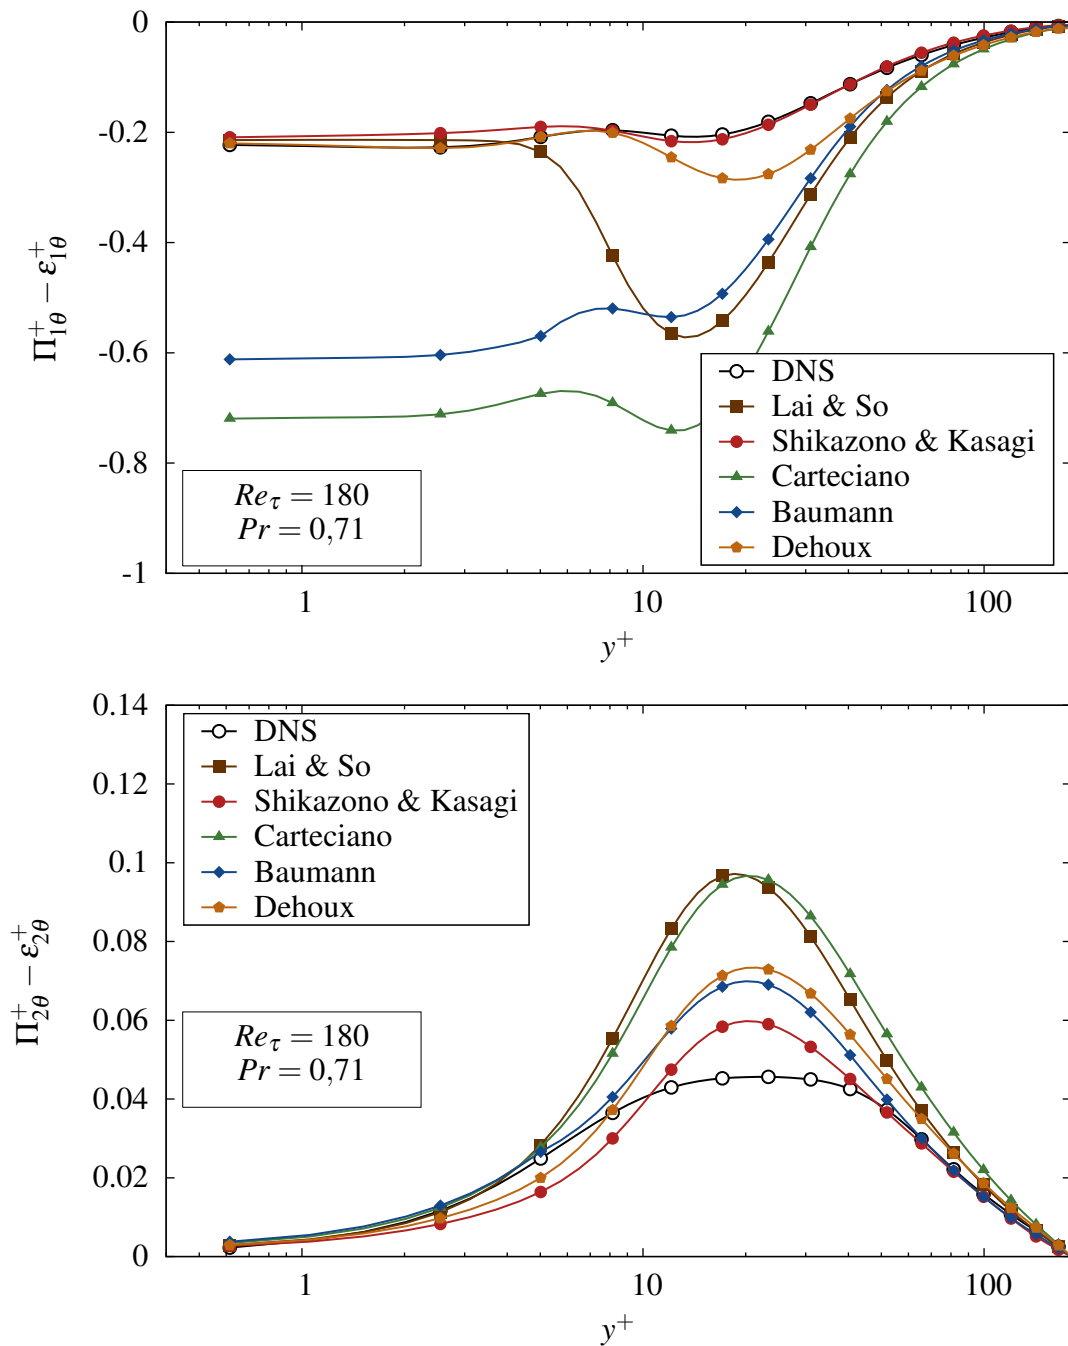 0
-0.2
-0.4
-0.6
-0.8
-1
Π⁺₁θ − ε⁺₁θ
DNS
Lai & So
Shikazono & Kasagi
Carteciano
Baumann
Dehoux
Reτ = 180
Pr = 0,71
1
10
100
y⁺
0.14
0.12
0.1
0.08
0.06
0.04
0.02
0
Π⁺₂θ − ε⁺₂θ
DNS
Lai & So
Shikazono & Kasagi
Carteciano
Baumann
Dehoux
Reτ = 180
Pr = 0,71
1
10
100
y⁺